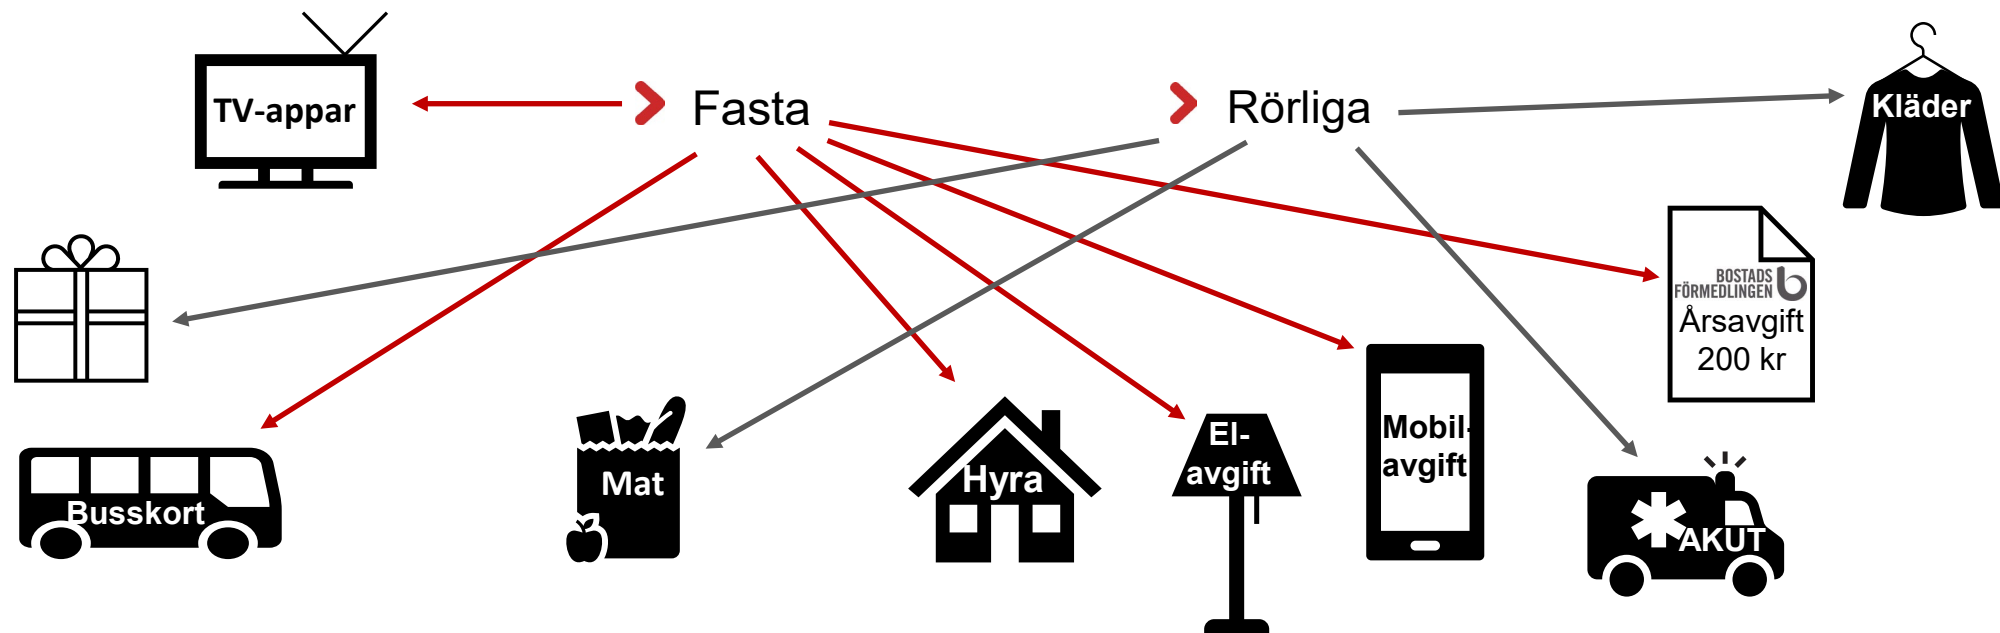 TV-appar
Fasta
Rörliga
Kläder
BOSTADS
FÖRMEDLINGEN
Årsavgift
200 kr
Busskort
Mat
Hyra
El-
avgift
Mobil-
avgift
AKUT